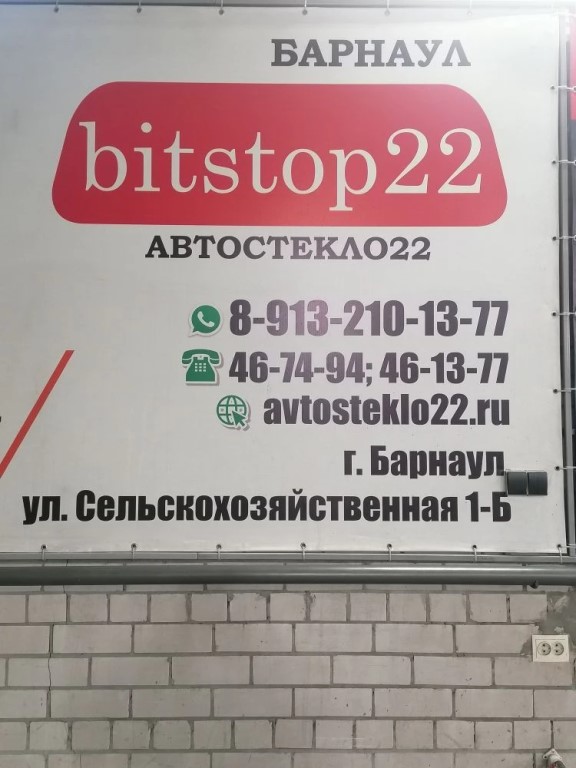 БАРНАУЛ
bitstop22
АВТОСТЕКЛО22
8-913-210-13-77
46-74-94; 46-13-77
avtosteklo22.ru
г. Барнаул
ул. Сельскохозяйственная 1-Б